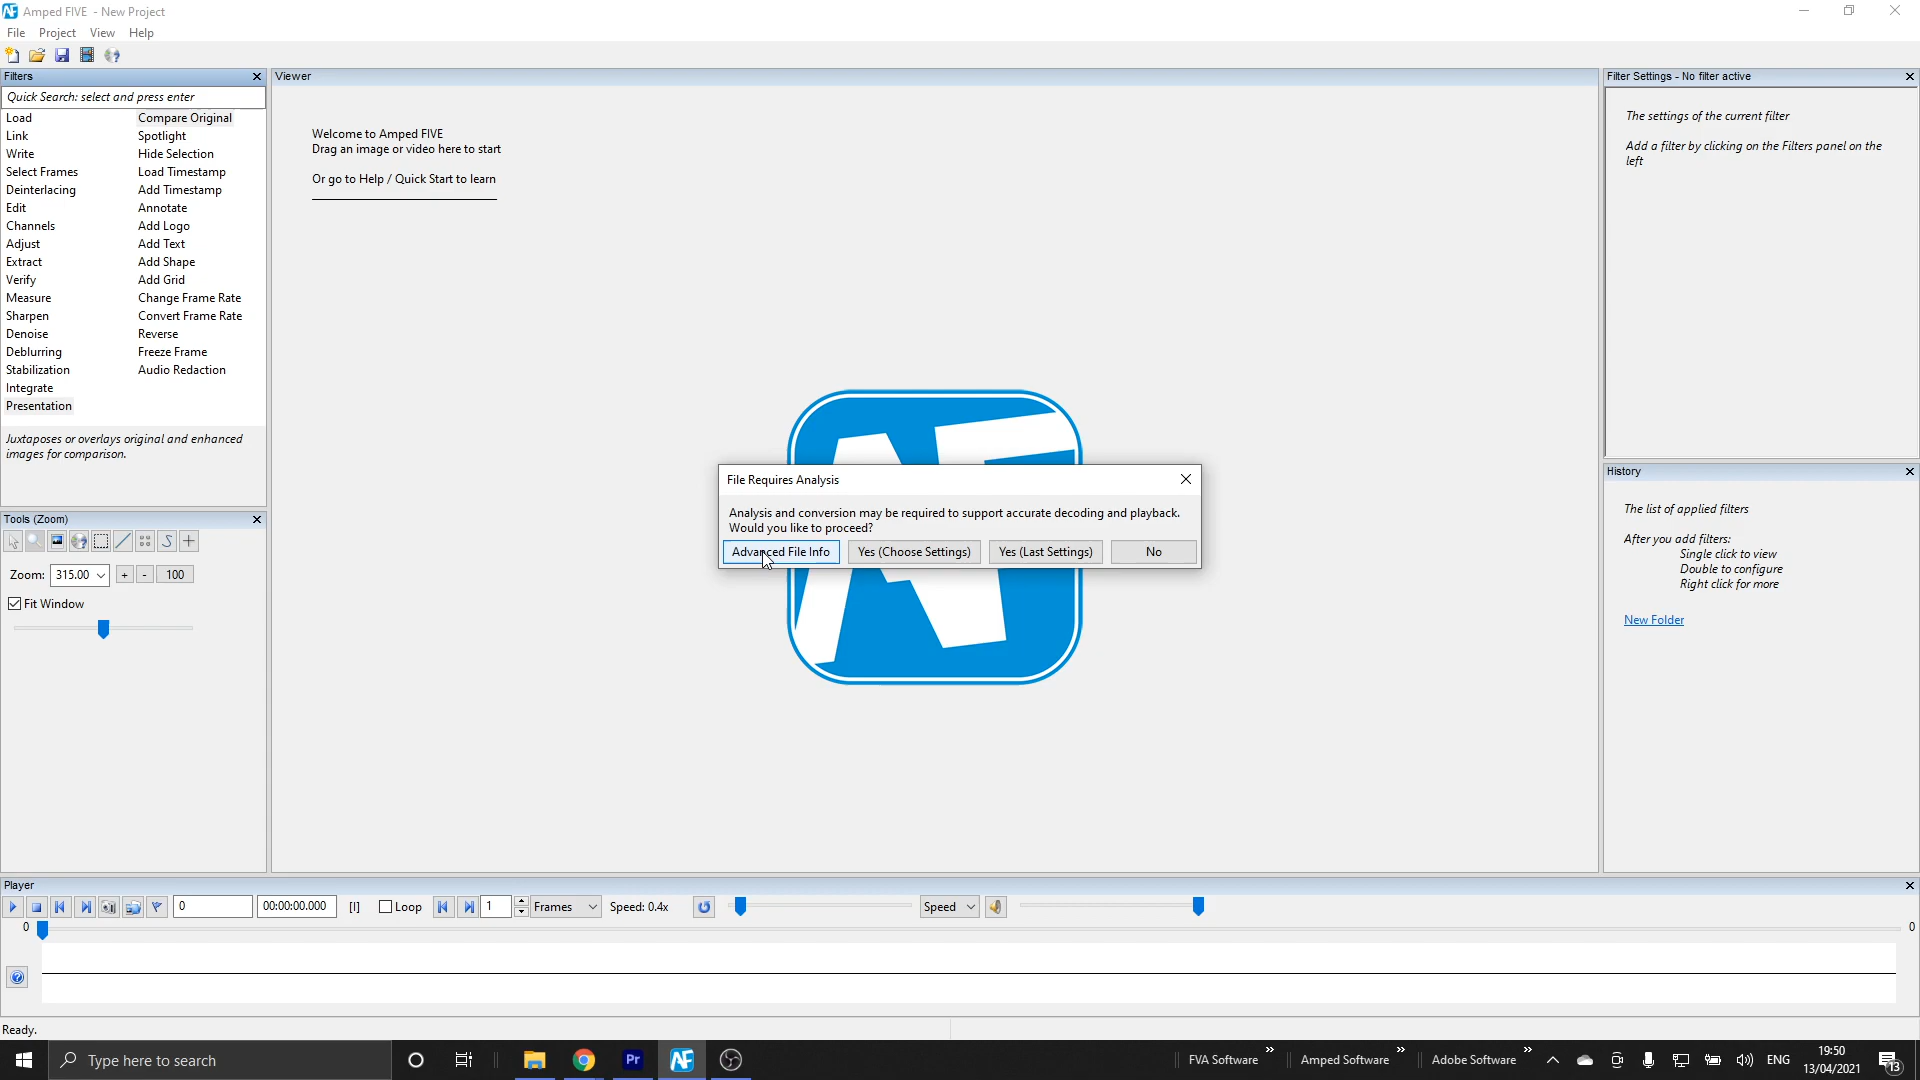 Amped FIVE - New Project
File Project View Help
Filters
Quick Search: select and press enter
Load
Link
Write
Select Frames
Deinterlacing
Edit
Channels
Adjust
Extract
Verify
Measure
Sharpen
Denoise
Deblurring
Stabilization
Integrate
Presentation
Compare Original
Spotlight
Hide Selection
Load Timestamp
Add Timestamp
Annotate
Add Logo
Add Text
Add Shape
Add Grid
Change Frame Rate
Convert Frame Rate
Reverse
Freeze Frame
Audio Redaction
Juxtaposes or overlays original and enhanced
images for comparison.
Tools (Zoom)
Zoom: 315.00 + - 100
Fit Window
Viewer
Welcome to Amped FIVE
Drag an image or video here to start
Or go to Help / Quick Start to learn
File Requires Analysis
Analysis and conversion may be required to support accurate decoding and playback.
Would you like to proceed?
Advanced File Info Yes (Choose Settings) Yes (Last Settings) No
Filter Settings - No filter active
The settings of the current filter
Add a filter by clicking on the Filters panel on the
left
History
The list of applied filters
After you add filters:
Single click to view
Double to configure
Right click for more
New Folder
Player
0 00:00:00.000 [I] Loop 1 Frames Speed: 0.4x Speed
0 0
Ready.
Type here to search
Pr
FVA Software » Amped Software » Adobe Software » ENG
19:50
13/04/2021
13